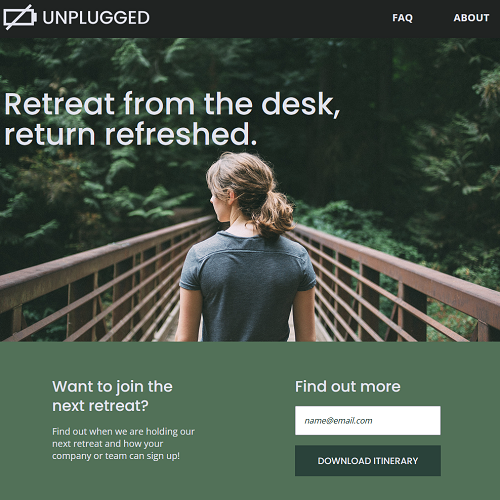 UNPLUGGED
FAQ
ABOUT
Retreat from the desk,
return refreshed.
Want to join the
next retreat?
Find out when we are holding our
next retreat and how your
company or team can sign up!
Find out more
name@email.com
DOWNLOAD ITINERARY